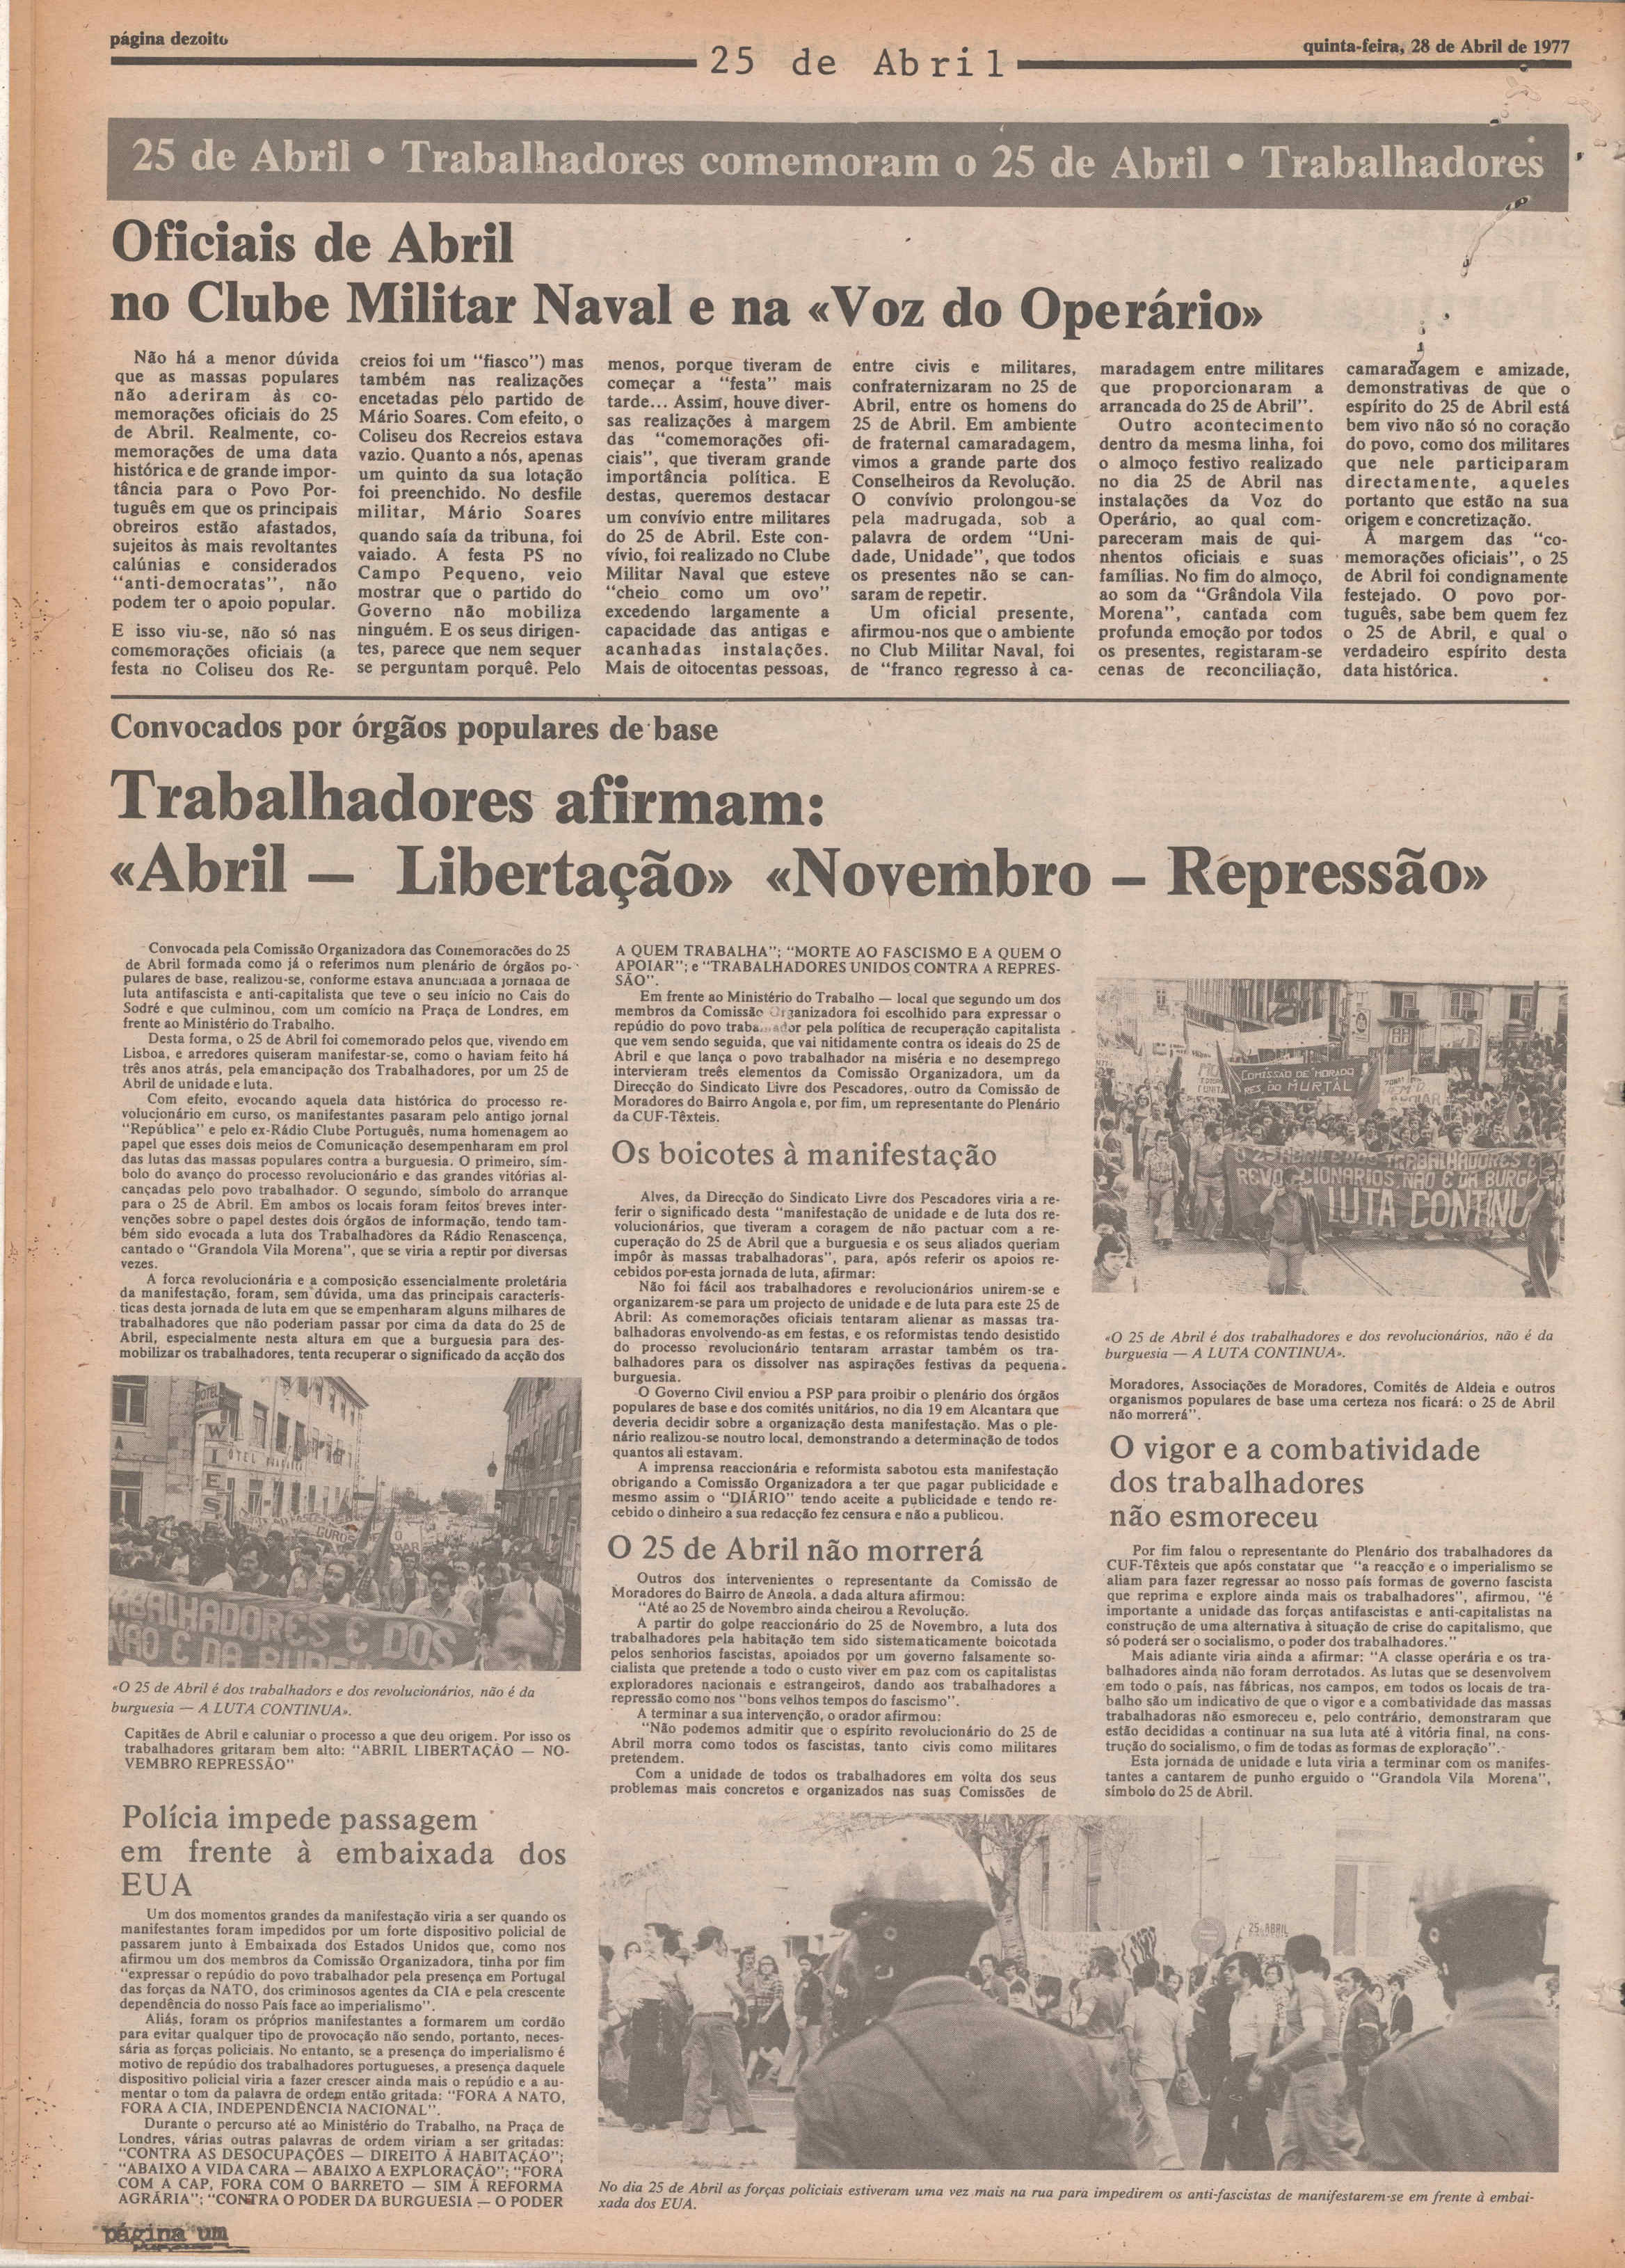 página dezoito
25 de Abril
quinta-feira, 28 de Abril de 1977
25 de Abril • Trabalhadores comemoram o 25 de Abril • Trabalhadores
Oficiais de Abril
no Clube Militar Naval e na «Voz do Operário»
Não há a menor dúvida
que as massas populares
não aderiram às co-
memorações oficiais do 25
de Abril. Realmente, co-
memorações de uma data
histórica e de grande impor-
tância para o Povo Por-
tuguês em que os principais
obreiros estão afastados,
sujeitos às mais revoltantes
calúnias e considerados
"anti-democratas", não
podem ter o apoio popular.
E isso viu-se, não só nas
comemorações oficiais (a
festa no Coliseu dos Re-
creios foi um "fiasco") mas
também nas realizações
encetadas pelo partido de
Mário Soares. Com efeito, o
Coliseu dos Recreios estava
vazio. Quanto a nós, apenas
um quinto da sua lotação
foi preenchido. No desfile
militar, Mário Soares
quando saía da tribuna, foi
vaiado. A festa PS no
Campo Pequeno, veio
mostrar que o partido do
Governo não mobiliza
ninguém. E os seus dirigen-
tes, parece que nem sequer
se perguntam porquê. Pelo
menos, porque tiveram de
começar a "festa" mais
tarde... Assim, houve diver-
sas realizações à margem
das "comemorações ofi-
ciais", que tiveram grande
importância política. E
destas, queremos destacar
um convívio entre militares
do 25 de Abril. Este con-
vívio, foi realizado no Clube
Militar Naval que esteve
"cheio como um ovo"
excedendo largamente a
capacidade das antigas e
acanhadas instalações.
Mais de oitocentas pessoas,
entre civis e militares,
confraternizaram no 25 de
Abril, entre os homens do
25 de Abril. Em ambiente
de fraternal camaradagem,
vimos a grande parte dos
Conselheiros da Revolução.
O convívio prolongou-se
pela madrugada, sob a
palavra de ordem "Uni-
dade, Unidade", que todos
os presentes não se can-
saram de repetir.
Um oficial presente,
afirmou-nos que o ambiente
no Club Militar Naval, foi
de "franco regresso à ca-
maradagem entre militares
que proporcionaram a
arrancada do 25 de Abril".
Outro acontecimento
dentro da mesma linha, foi
o almoço festivo realizado
no dia 25 de Abril nas
instalações da Voz do
Operário, ao qual com-
pareceram mais de qui-
nhentos oficiais e suas
famílias. No fim do almoço,
ao som da "Grândola Vila
Morena", cantada com
profunda emoção por todos
os presentes, registaram-se
cenas de reconciliação,
camaradagem e amizade,
demonstrativas de que o
espírito do 25 de Abril está
bem vivo não só no coração
do povo, como dos militares
que nele participaram
directamente, aqueles
portanto que estão na sua
origem e concretização.
À margem das "co-
memorações oficiais", o 25
de Abril foi condignamente
festejado. O povo por-
tuguês, sabe bem quem fez
o 25 de Abril, e qual o
verdadeiro espírito desta
data histórica.
Convocados por órgãos populares de base
Trabalhadores afirmam:
«Abril — Libertação» «Novembro – Repressão»
Convocada pela Comissão Organizadora das Comemorações do 25
de Abril formada como já o referimos num plenário de órgãos po-
pulares de base, realizou-se, conforme estava anunciada a jornada de
luta antifascista e anti-capitalista que teve o seu início no Cais do
Sodré e que culminou, com um comício na Praça de Londres, em
frente ao Ministério do Trabalho.
Desta forma, o 25 de Abril foi comemorado pelos que, vivendo em
Lisboa, e arredores quiseram manifestar-se, como o haviam feito há
três anos atrás, pela emancipação dos Trabalhadores, por um 25 de
Abril de unidade e luta.
Com efeito, evocando aquela data histórica do processo re-
volucionário em curso, os manifestantes pasaram pelo antigo jornal
"República" e pelo ex-Rádio Clube Português, numa homenagem ao
papel que esses dois meios de Comunicação desempenharam em prol
das lutas das massas populares contra a burguesia. O primeiro, sím-
bolo do avanço do processo revolucionário e das grandes vitórias al-
cançadas pelo povo trabalhador. O segundo, símbolo do arranque
para o 25 de Abril. Em ambos os locais foram feitos breves inter-
venções sobre o papel destes dois órgãos de informação, tendo tam-
bém sido evocada a luta dos Trabalhadores da Rádio Renascença,
cantado o "Grandola Vila Morena", que se viria a reptir por diversas
vezes.
A força revolucionária e a composição essencialmente proletária
da manifestação, foram, sem dúvida, uma das principais caracterís-
ticas desta jornada de luta em que se empenharam alguns milhares de
trabalhadores que não poderiam passar por cima da data do 25 de
Abril, especialmente nesta altura em que a burguesia para des-
mobilizar os trabalhadores, tenta recuperar o significado da acção dos
HOTEL
WILES
OTEL
ABALHADORES E DOS
NÃO É DA BURGUES
«O 25 de Abril é dos trabalhadors e dos revolucionários, não é da
burguesia — A LUTA CONTINUA».
Capitães de Abril e caluniar o processo a que deu origem. Por isso os
trabalhadores gritaram bem alto: "ABRIL LIBERTAÇÃO — NO-
VEMBRO REPRESSÃO"
Polícia impede passagem
em frente à embaixada dos
EUA
Um dos momentos grandes da manifestação viria a ser quando os
manifestantes foram impedidos por um forte dispositivo policial de
passarem junto à Embaixada dos Estados Unidos que, como nos
afirmou um dos membros da Comissão Organizadora, tinha por fim
"expressar o repúdio do povo trabalhador pela presença em Portugal
das forças da NATO, dos criminosos agentes da CIA e pela crescente
dependência do nosso País face ao imperialismo".
Aliás, foram os próprios manifestantes a formarem um cordão
para evitar qualquer tipo de provocação não sendo, portanto, neces-
sária as forças policiais. No entanto, se a presença do imperialismo é
motivo de repúdio dos trabalhadores portugueses, a presença daquele
dispositivo policial viria a fazer crescer ainda mais o repúdio e a au-
mentar o tom da palavra de ordem então gritada: "FORA A NATO,
FORA A CIA, INDEPENDÊNCIA NACIONAL".
Durante o percurso até ao Ministério do Trabalho, na Praça de
Londres, várias outras palavras de ordem viriam a ser gritadas:
"CONTRA AS DESOCUPAÇÕES — DIREITO À HABITAÇÃO";
"ABAIXO A VIDA CARA — ABAIXO A EXPLORAÇÃO"; "FORA
COM A CAP, FORA COM O BARRETO — SIM À REFORMA
AGRÁRIA"; "CONTRA O PODER DA BURGUESIA — O PODER
A QUEM TRABALHA"; "MORTE AO FASCISMO E A QUEM O
APOIAR"; e "TRABALHADORES UNIDOS CONTRA A REPRES-
SÃO".
Em frente ao Ministério do Trabalho — local que segundo um dos
membros da Comissão Organizadora foi escolhido para expressar o
repúdio do povo trabalhador pela política de recuperação capitalista
que vem sendo seguida, que vai nitidamente contra os ideais do 25 de
Abril e que lança o povo trabalhador na miséria e no desemprego
intervieram treês elementos da Comissão Organizadora, um da
Direcção do Sindicato Livre dos Pescadores, outro da Comissão de
Moradores do Bairro Angola e, por fim, um representante do Plenário
da CUF-Têxteis.
Os boicotes à manifestação
Alves, da Direcção do Sindicato Livre dos Pescadores viria a re-
ferir o significado desta "manifestação de unidade e de luta dos re-
volucionários, que tiveram a coragem de não pactuar com a re-
cuperação do 25 de Abril que a burguesia e os seus aliados queriam
impôr às massas trabalhadoras", para, após referir os apoios re-
cebidos por esta jornada de luta, afirmar:
Não foi fácil aos trabalhadores e revolucionários unirem-se e
organizarem-se para um projecto de unidade e de luta para este 25 de
Abril: As comemorações oficiais tentaram alienar as massas tra-
balhadoras envolvendo-as em festas, e os reformistas tendo desistido
do processo revolucionário tentaram arrastar também os tra-
balhadores para os dissolver nas aspirações festivas da pequena
burguesia.
O Governo Civil enviou a PSP para proibir o plenário dos órgãos
populares de base e dos comités unitários, no dia 19 em Alcantara que
deveria decidir sobre a organização desta manifestação. Mas o ple-
nário realizou-se noutro local, demonstrando a determinação de todos
quantos ali estavam.
A imprensa reaccionária e reformista sabotou esta manifestação
obrigando a Comissão Organizadora a ter que pagar publicidade e
mesmo assim o "DIÁRIO" tendo aceite a publicidade e tendo re-
cebido o dinheiro a sua redacção fez censura e não a publicou.
O 25 de Abril não morrerá
Outros dos intervenientes o representante da Comissão de
Moradores do Bairro de Angola, a dada altura afirmou:
"Até ao 25 de Novembro ainda cheirou a Revolução.
A partir do golpe reaccionário do 25 de Novembro, a luta dos
trabalhadores pela habitação tem sido sistematicamente boicotada
pelos senhorios fascistas, apoiados por um governo falsamente so-
cialista que pretende a todo o custo viver em paz com os capitalistas
exploradores nacionais e estrangeiros, dando aos trabalhadores a
repressão como nos "bons velhos tempos do fascismo".
A terminar a sua intervenção, o orador afirmou:
"Não podemos admitir que o espírito revolucionário do 25 de
Abril morra como todos os fascistas, tanto civis como militares
pretendem.
Com a unidade de todos os trabalhadores em volta dos seus
problemas mais concretos e organizados nas suas Comissões de
COMISSÃO DE MORADO
RES DO MURTAL
O 25 ABRIL É DOS TRABALHADORES E
REVOLUCIONARIOS, NÃO É DA BURGU
LUTA CONTINU
«O 25 de Abril é dos trabalhadores e dos revolucionários, não é da
burguesia — A LUTA CONTINUA».
Moradores, Associações de Moradores, Comités de Aldeia e outros
organismos populares de base uma certeza nos ficará: o 25 de Abril
não morrerá".
O vigor e a combatividade
dos trabalhadores
não esmoreceu
Por fim falou o representante do Plenário dos trabalhadores da
CUF-Têxteis que após constatar que "a reacção e o imperialismo se
aliam para fazer regressar ao nosso país formas de governo fascista
que reprima e explore ainda mais os trabalhadores", afirmou, "é
importante a unidade das forças antifascistas e anti-capitalistas na
construção de uma alternativa à situação de crise do capitalismo, que
só poderá ser o socialismo, o poder dos trabalhadores."
Mais adiante viria ainda a afirmar: "A classe operária e os tra-
balhadores ainda não foram derrotados. As lutas que se desenvolvem
em todo o país, nas fábricas, nos campos, em todos os locais de tra-
balho são um indicativo de que o vigor e a combatividade das massas
trabalhadoras não esmoreceu e, pelo contrário, demonstraram que
estão decididas a continuar na sua luta até à vitória final, na cons-
trução do socialismo, o fim de todas as formas de exploração".
Esta jornada de unidade e luta viria a terminar com os manifes-
tantes a cantarem de punho erguido o "Grandola Vila Morena",
símbolo do 25 de Abril.
25 ABRIL
No dia 25 de Abril as forças policiais estiveram uma vez mais na rua para impedirem os anti-fascistas de manifestarem-se em frente à embai-
xada dos EUA.
página um